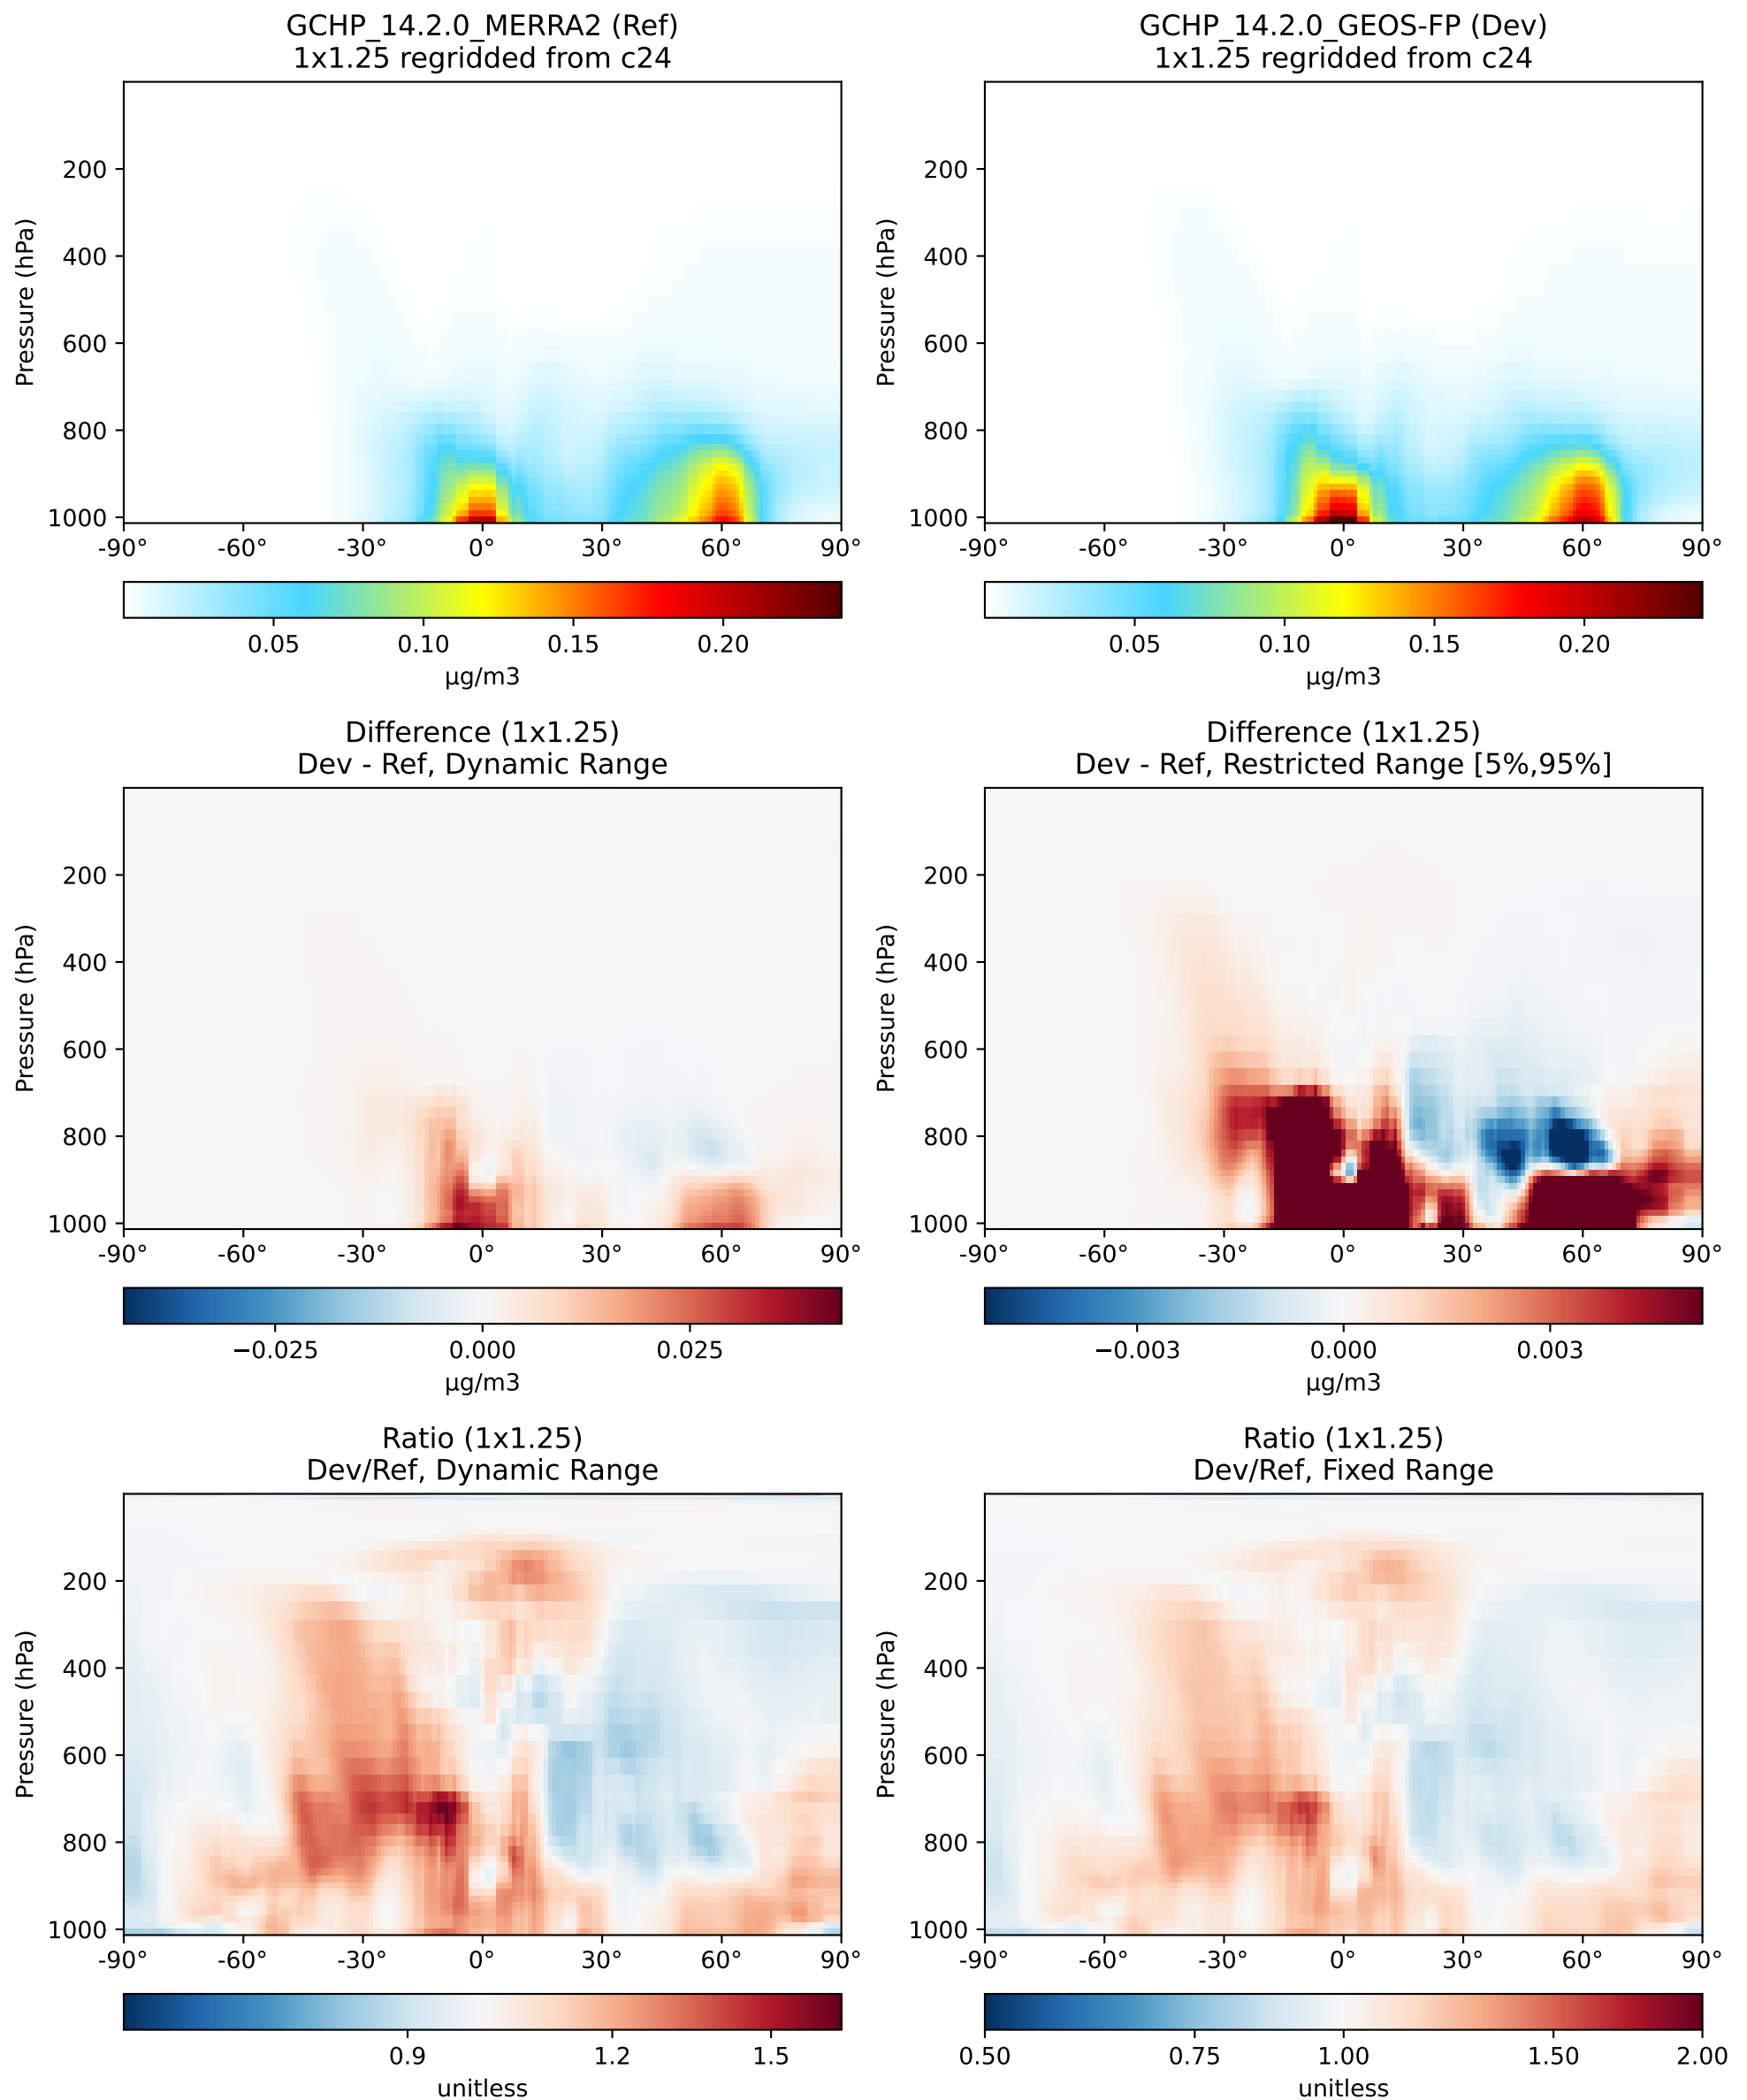 GCHP_14.2.0_MERRA2 (Ref)
1x1.25 regridded from c24
Pressure (hPa)
200
400
600
800
1000
-90° -60° -30° 0° 30° 60° 90°
0.05 0.10 0.15 0.20
μg/m3
GCHP_14.2.0_GEOS-FP (Dev)
1x1.25 regridded from c24
Pressure (hPa)
200
400
600
800
1000
-90° -60° -30° 0° 30° 60° 90°
0.05 0.10 0.15 0.20
μg/m3
Difference (1x1.25)
Dev - Ref, Dynamic Range
Pressure (hPa)
200
400
600
800
1000
-90° -60° -30° 0° 30° 60° 90°
−0.025 0.000 0.025
μg/m3
Difference (1x1.25)
Dev - Ref, Restricted Range [5%,95%]
Pressure (hPa)
200
400
600
800
1000
-90° -60° -30° 0° 30° 60° 90°
−0.003 0.000 0.003
μg/m3
Ratio (1x1.25)
Dev/Ref, Dynamic Range
Pressure (hPa)
200
400
600
800
1000
-90° -60° -30° 0° 30° 60° 90°
0.9 1.2 1.5
unitless
Ratio (1x1.25)
Dev/Ref, Fixed Range
Pressure (hPa)
200
400
600
800
1000
-90° -60° -30° 0° 30° 60° 90°
0.50 0.75 1.00 1.50 2.00
unitless